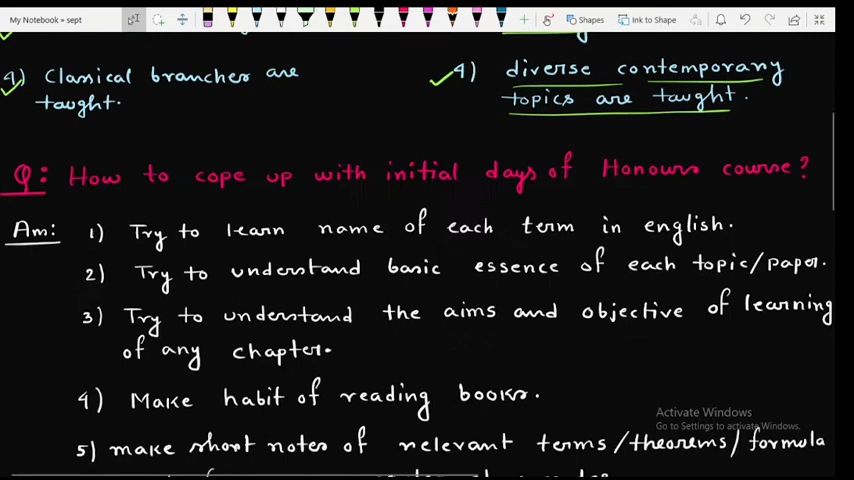 My Notebook » sept
Shapes
Ink to Shape
4) Classical branches are
taught.
4) diverse contemporary
topics are taught.
Q: How to cope up with initial days of Honours course?
Ans: 1) Try to learn name of each term in english.
2) Try to understand basic essence of each topic/paper.
3) Try to understand the aims and objective of learning
of any chapter.
4) Make habit of reading books.
5) make short notes of relevant terms/theorems/formula
Activate Windows
Go to Settings to activate Windows.